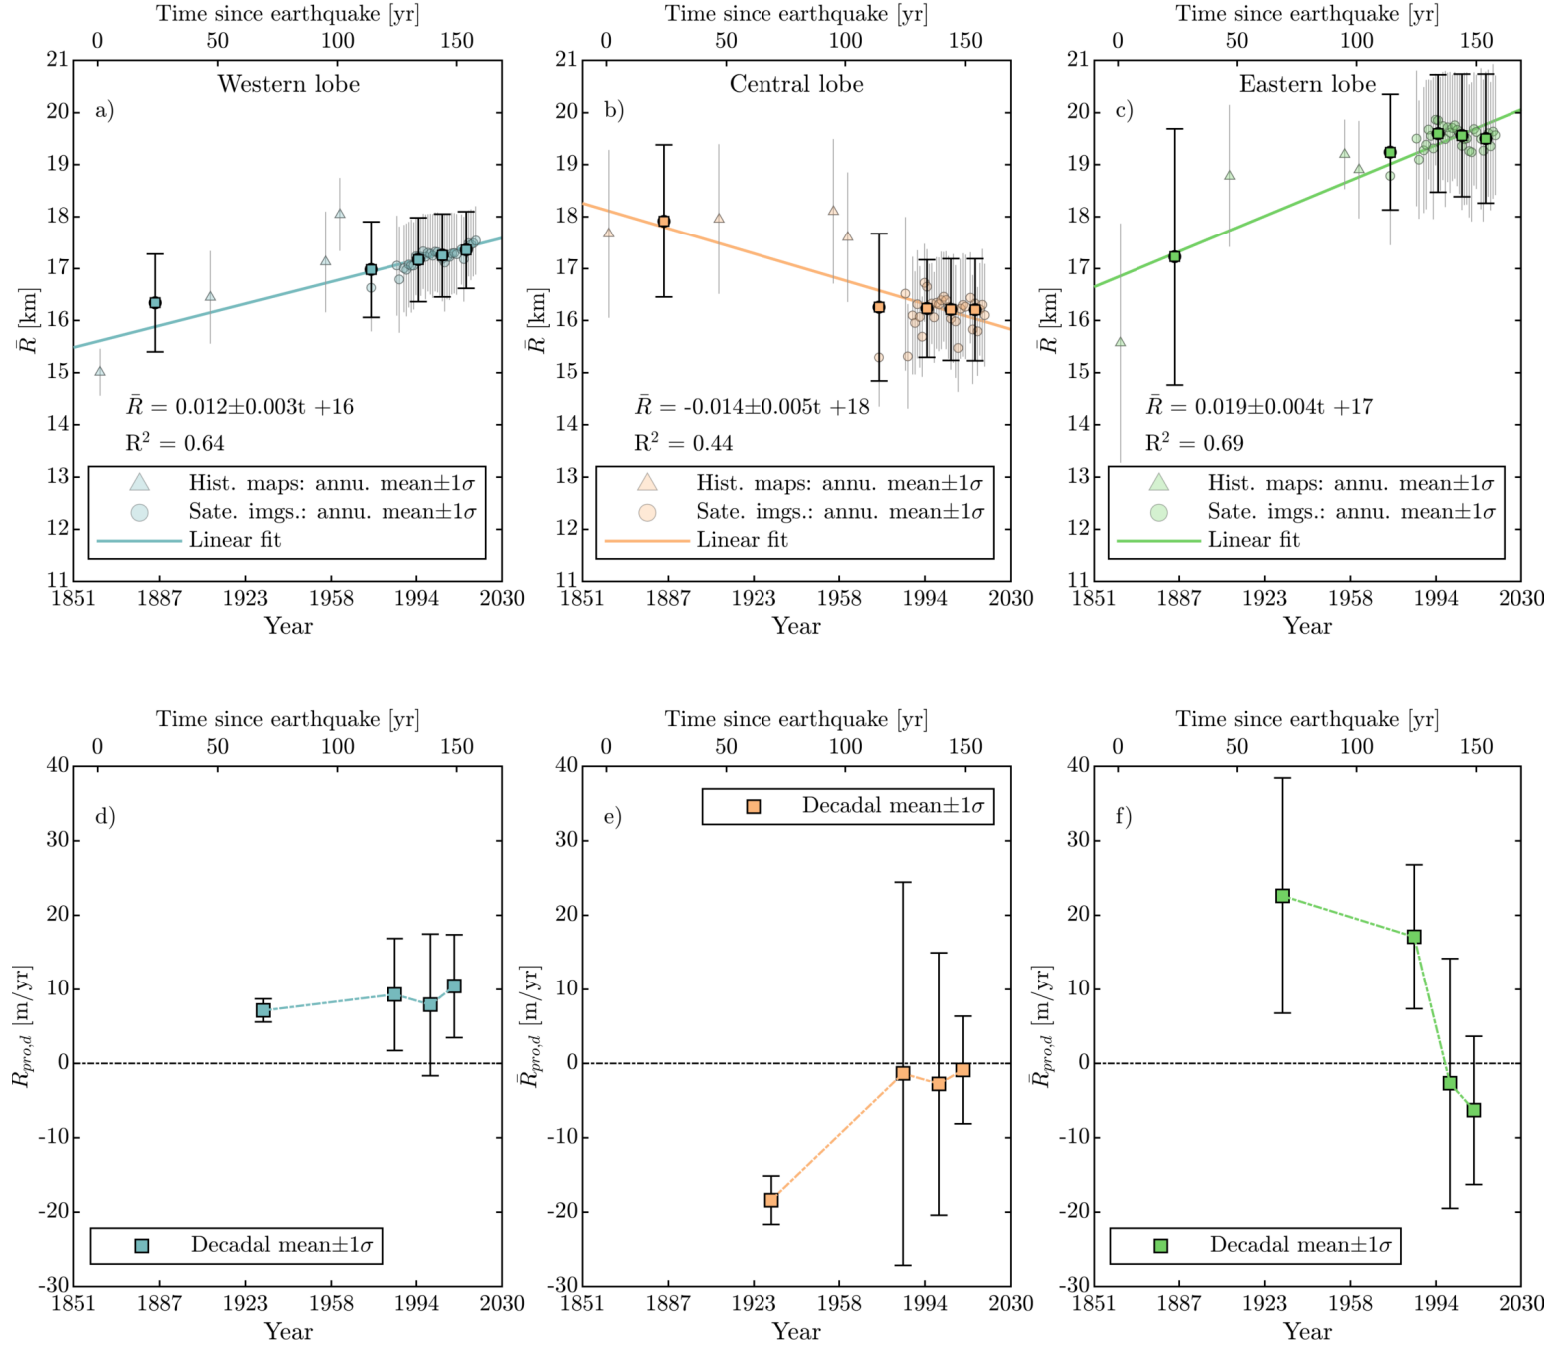 Time since earthquake [yr] Time since earthquake [yr] Time since earthquake [yr]
0 50 100 150 0 50 100 150 0 50 100 150
21 21 21
Western lobe Central lobe Eastern lobe
a) b) c)
20 20 20
19 19 19
18 18 18
17 17 17
16 16 16
R̄ [km] R̄ [km] R̄ [km]
15 15 15
R̄ = 0.012±0.003t +16 R̄ = -0.014±0.005t +18 R̄ = 0.019±0.004t +17
14 14 14
R² = 0.64 R² = 0.44 R² = 0.69
13 13 13
Hist. maps: annu. mean±1σ Hist. maps: annu. mean±1σ Hist. maps: annu. mean±1σ
Sate. imgs.: annu. mean±1σ Sate. imgs.: annu. mean±1σ Sate. imgs.: annu. mean±1σ
12 12 12
Linear fit Linear fit Linear fit
11 11 11
1851 1887 1923 1958 1994 2030 1851 1887 1923 1958 1994 2030 1851 1887 1923 1958 1994 2030
Year Year Year
Time since earthquake [yr] Time since earthquake [yr] Time since earthquake [yr]
0 50 100 150 0 50 100 150 0 50 100 150
40 40 40
d) e) Decadal mean±1σ f)
30 30 30
20 20 20
10 10 10
R̄pro,d [m/yr] R̄pro,d [m/yr] R̄pro,d [m/yr]
0 0 0
-10 -10 -10
-20 -20 -20
Decadal mean±1σ Decadal mean±1σ
-30 -30 -30
1851 1887 1923 1958 1994 2030 1851 1887 1923 1958 1994 2030 1851 1887 1923 1958 1994 2030
Year Year Year